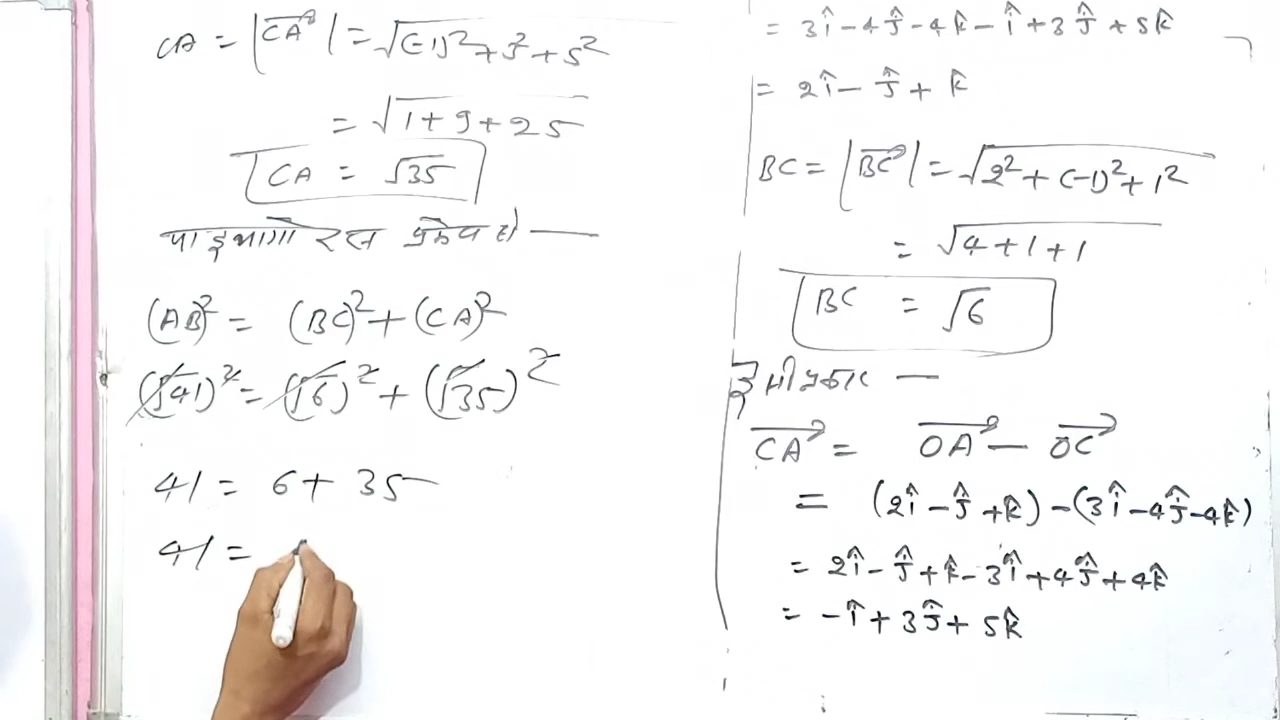 CA = |CA⃗| = √(-1)² + 3² + 5²
= √1 + 9 + 25
CA = √35
पाइथागोरस प्रमेय से —
(AB)² = (BC)² + (CA)²
(√41)² = (√6)² + (√35)²
41 = 6 + 35
41 =
= 3î - 4ĵ - 4k̂ - î + 3ĵ + 5k̂
= 2î - ĵ + k̂
BC = |BC⃗| = √2² + (-1)² + 1²
= √4 + 1 + 1
BC = √6
इसी प्रकार —
CA⃗ = OA⃗ - OC⃗
= (2î - ĵ + k̂) - (3î - 4ĵ - 4k̂)
= 2î - ĵ + k̂ - 3î + 4ĵ + 4k̂
= -î + 3ĵ + 5k̂